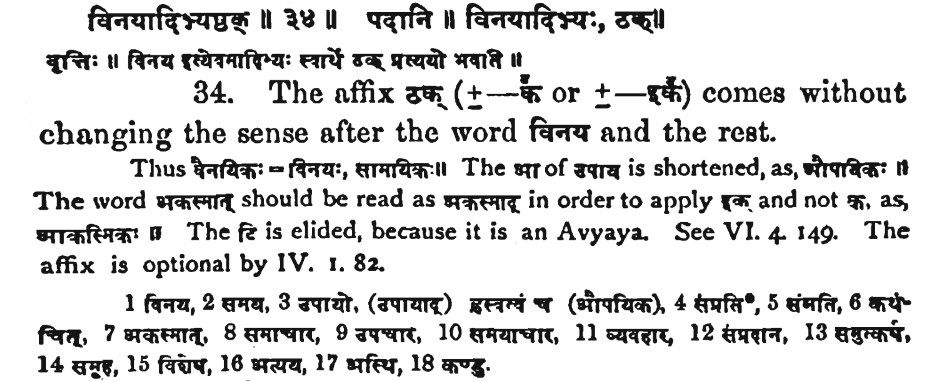 विनयादिभ्यष्ठक् ॥ ३४ ॥ पदानि ॥ विनयादिभ्यः, ठक्॥
वृत्तिः ॥ विनय इत्येवमादिभ्यः स्वार्थे ठक् प्रत्ययो भवति ॥
34. The affix ठक् (±—कँ or ±—इकँ) comes without
changing the sense after the word विनय and the rest.
Thus वैनयिकः = विनयः, सामायिकः॥ The आ of उपाय is shortened, as, औपयिकः ॥
The word अकस्मात् should be read as अकस्माद् in order to apply इक् and not क, as,
आकस्मिकः ॥ The टि is elided, because it is an Avyaya. See VI. 4. 149. The
affix is optional by IV. 1. 82.
1 विनय, 2 समय, 3 उपायो, (उपायाद्) ह्रस्वत्वं च (औपयिक), 4 संप्रति*, 5 संगति, 6 कथं-
चित्, 7 अकस्मात्, 8 समाचार, 9 उपचार, 10 समयाचार, 11 व्यवहार, 12 संप्रदान, 13 समुत्कर्ष,
14 समूह, 15 विशेष, 16 अत्यय, 17 अस्थि, 18 कण्डु.